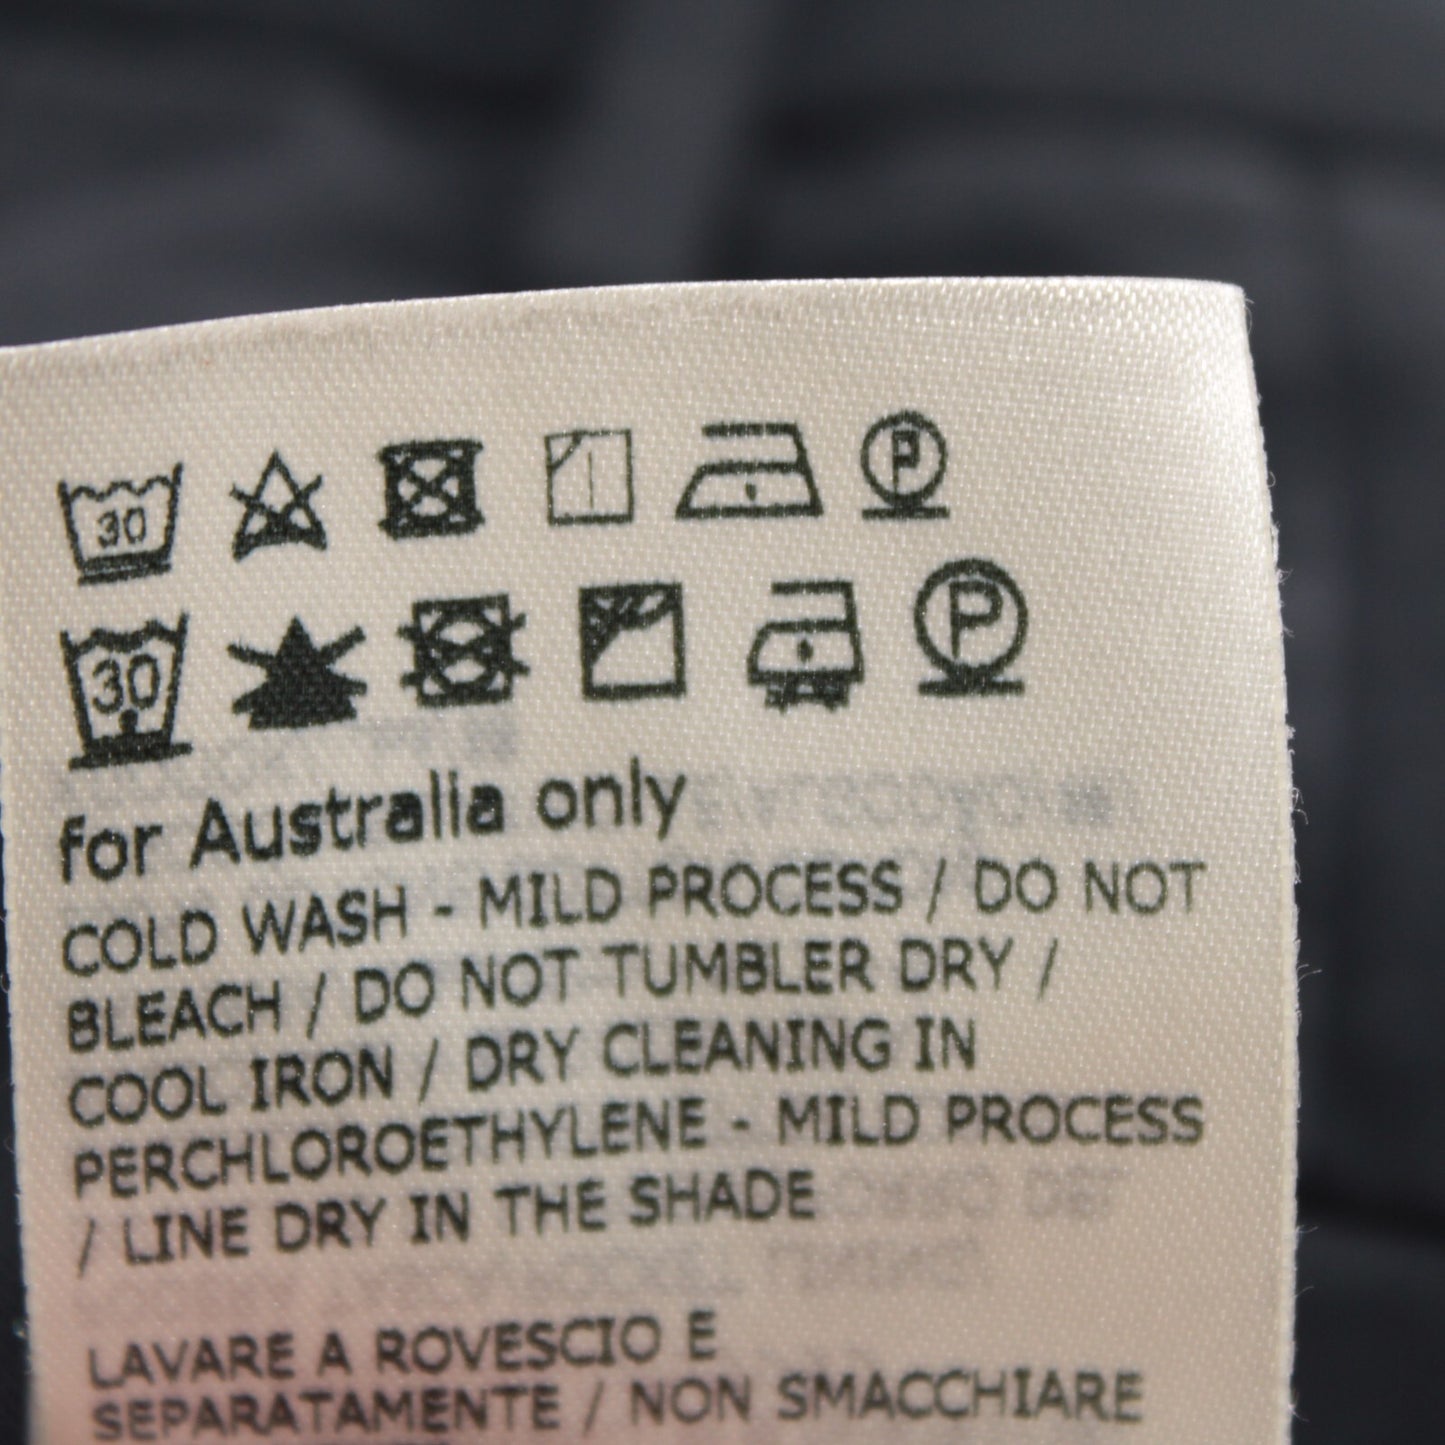 30 P
30 P
for Australia only
COLD WASH - MILD PROCESS / DO NOT
BLEACH / DO NOT TUMBLER DRY /
COOL IRON / DRY CLEANING IN
PERCHLOROETHYLENE - MILD PROCESS
/ LINE DRY IN THE SHADE
LAVARE A ROVESCIO E
SEPARATAMENTE / NON SMACCHIARE